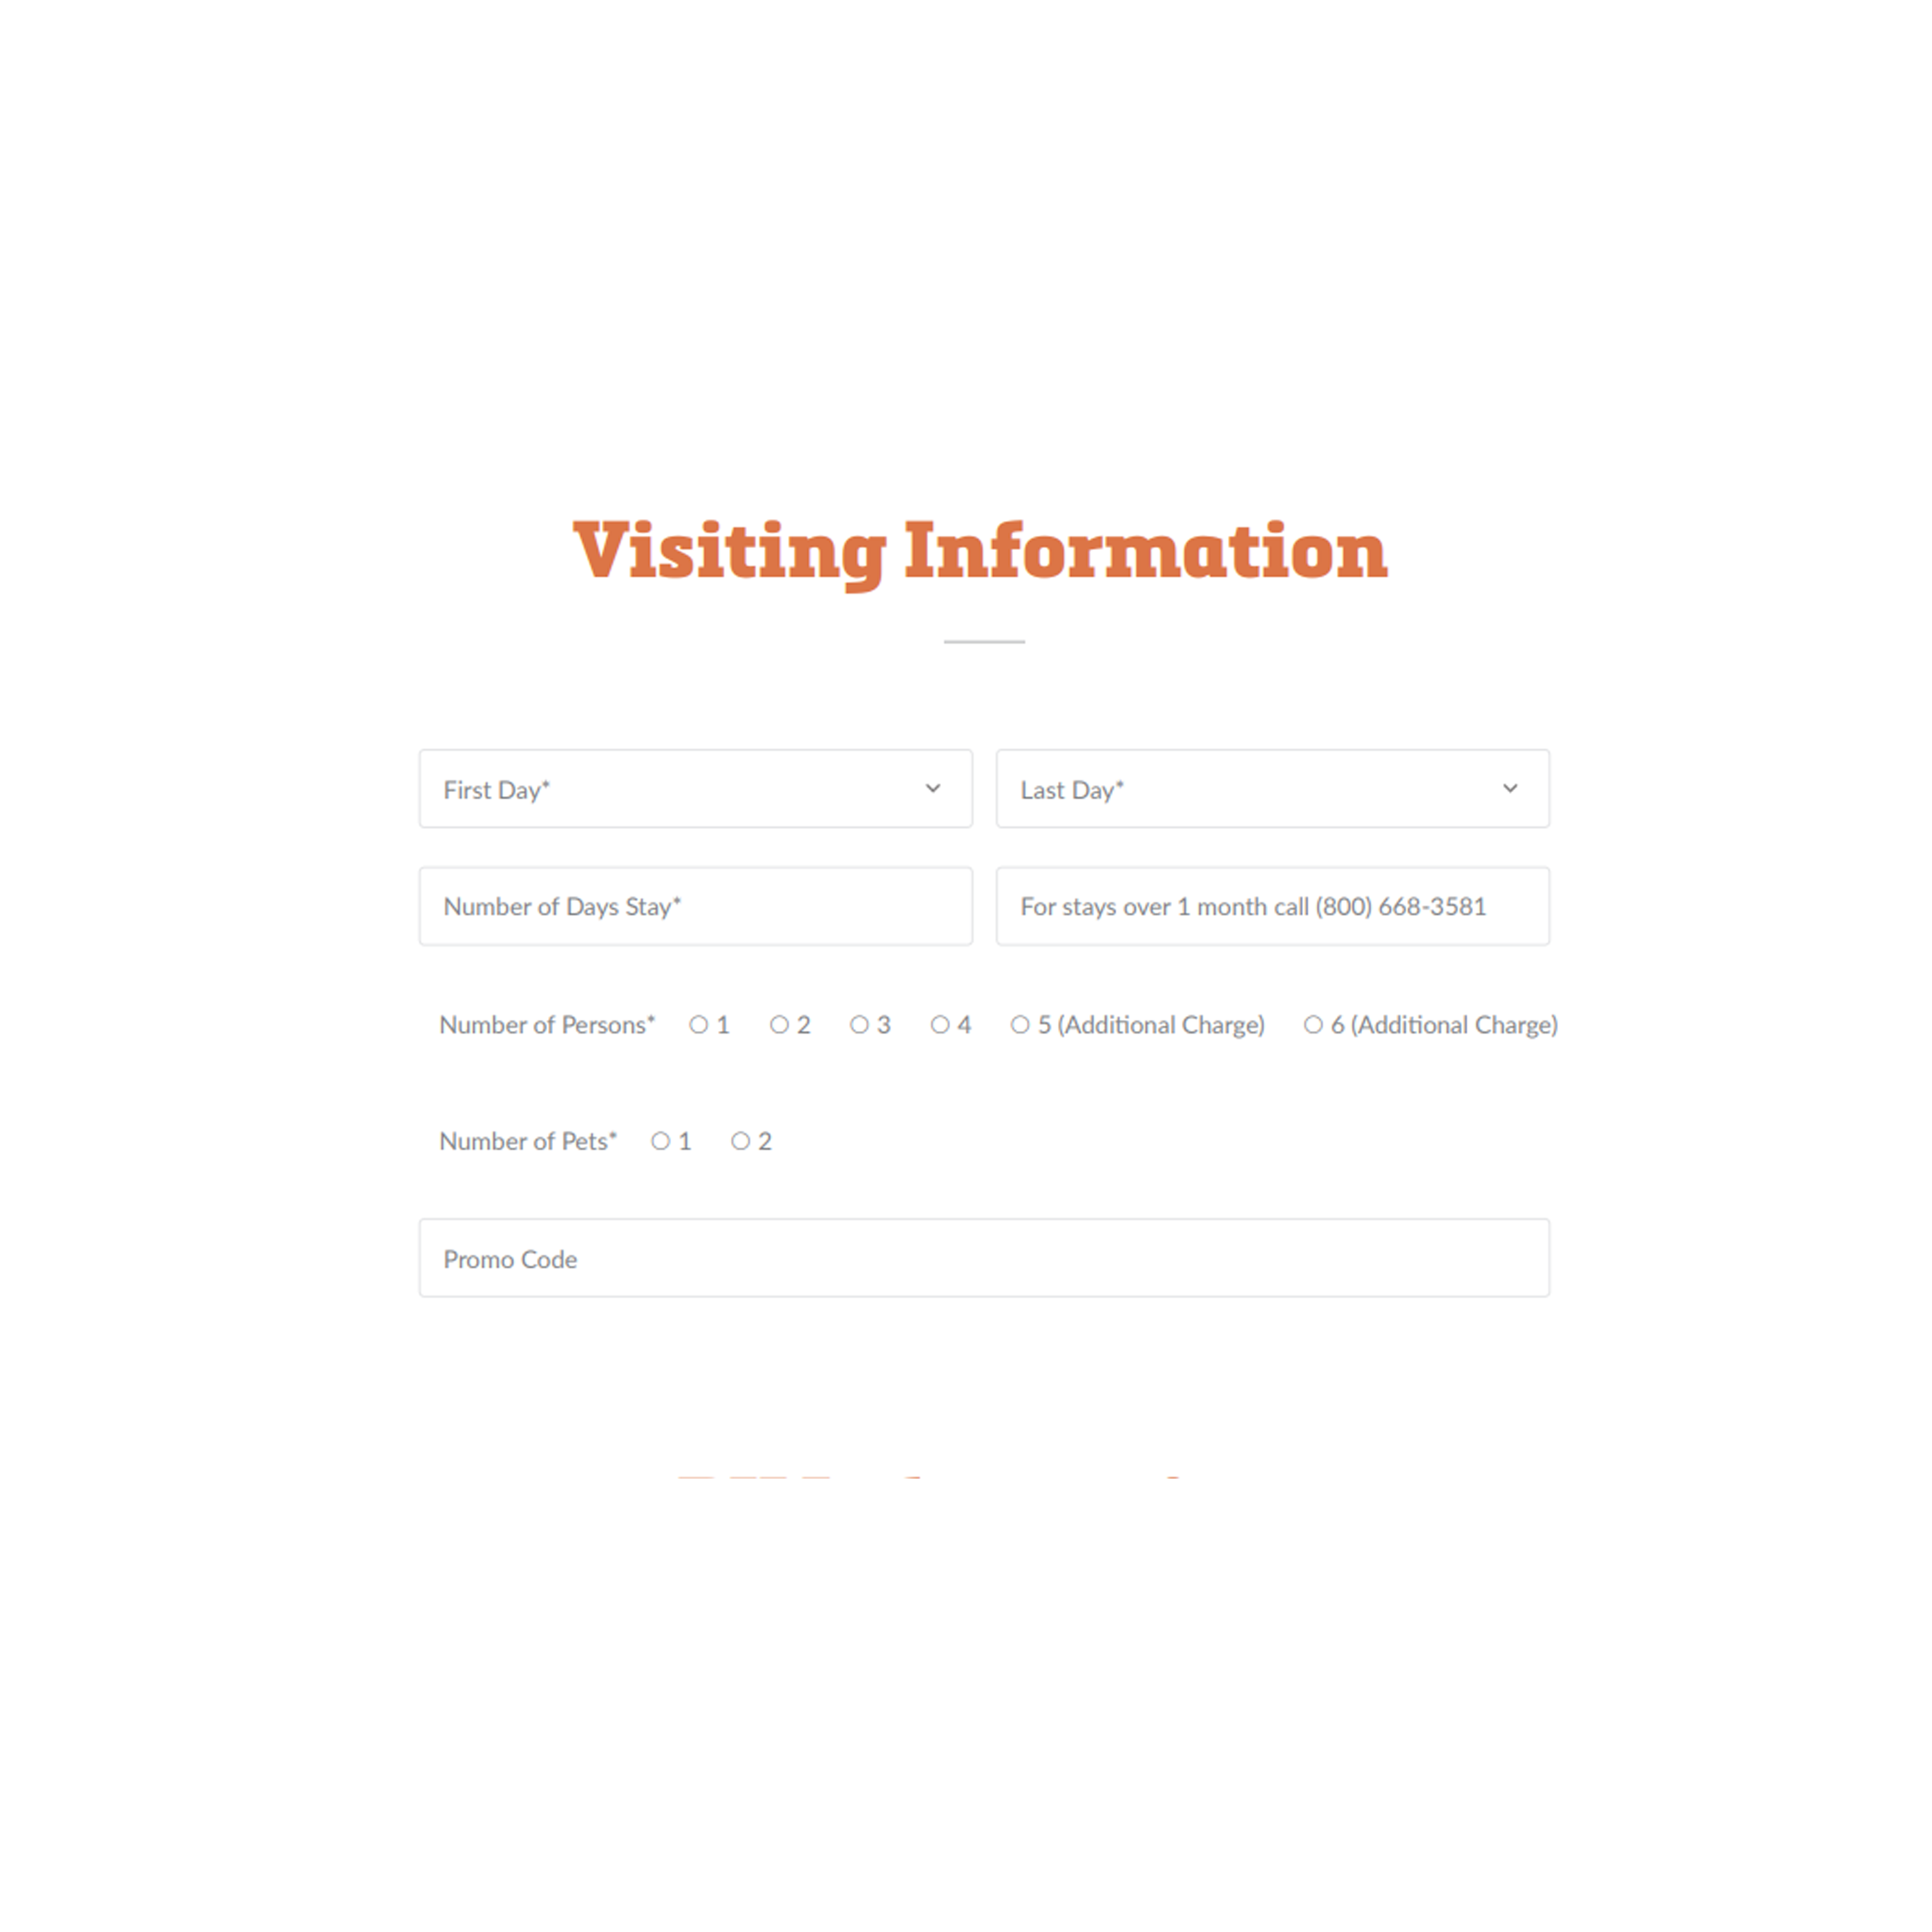 Visiting Information
First Day*
Last Day*
Number of Days Stay*
For stays over 1 month call (800) 668-3581
Number of Persons* 1 2 3 4 5 (Additional Charge) 6 (Additional Charge)
Number of Pets* 1 2
Promo Code